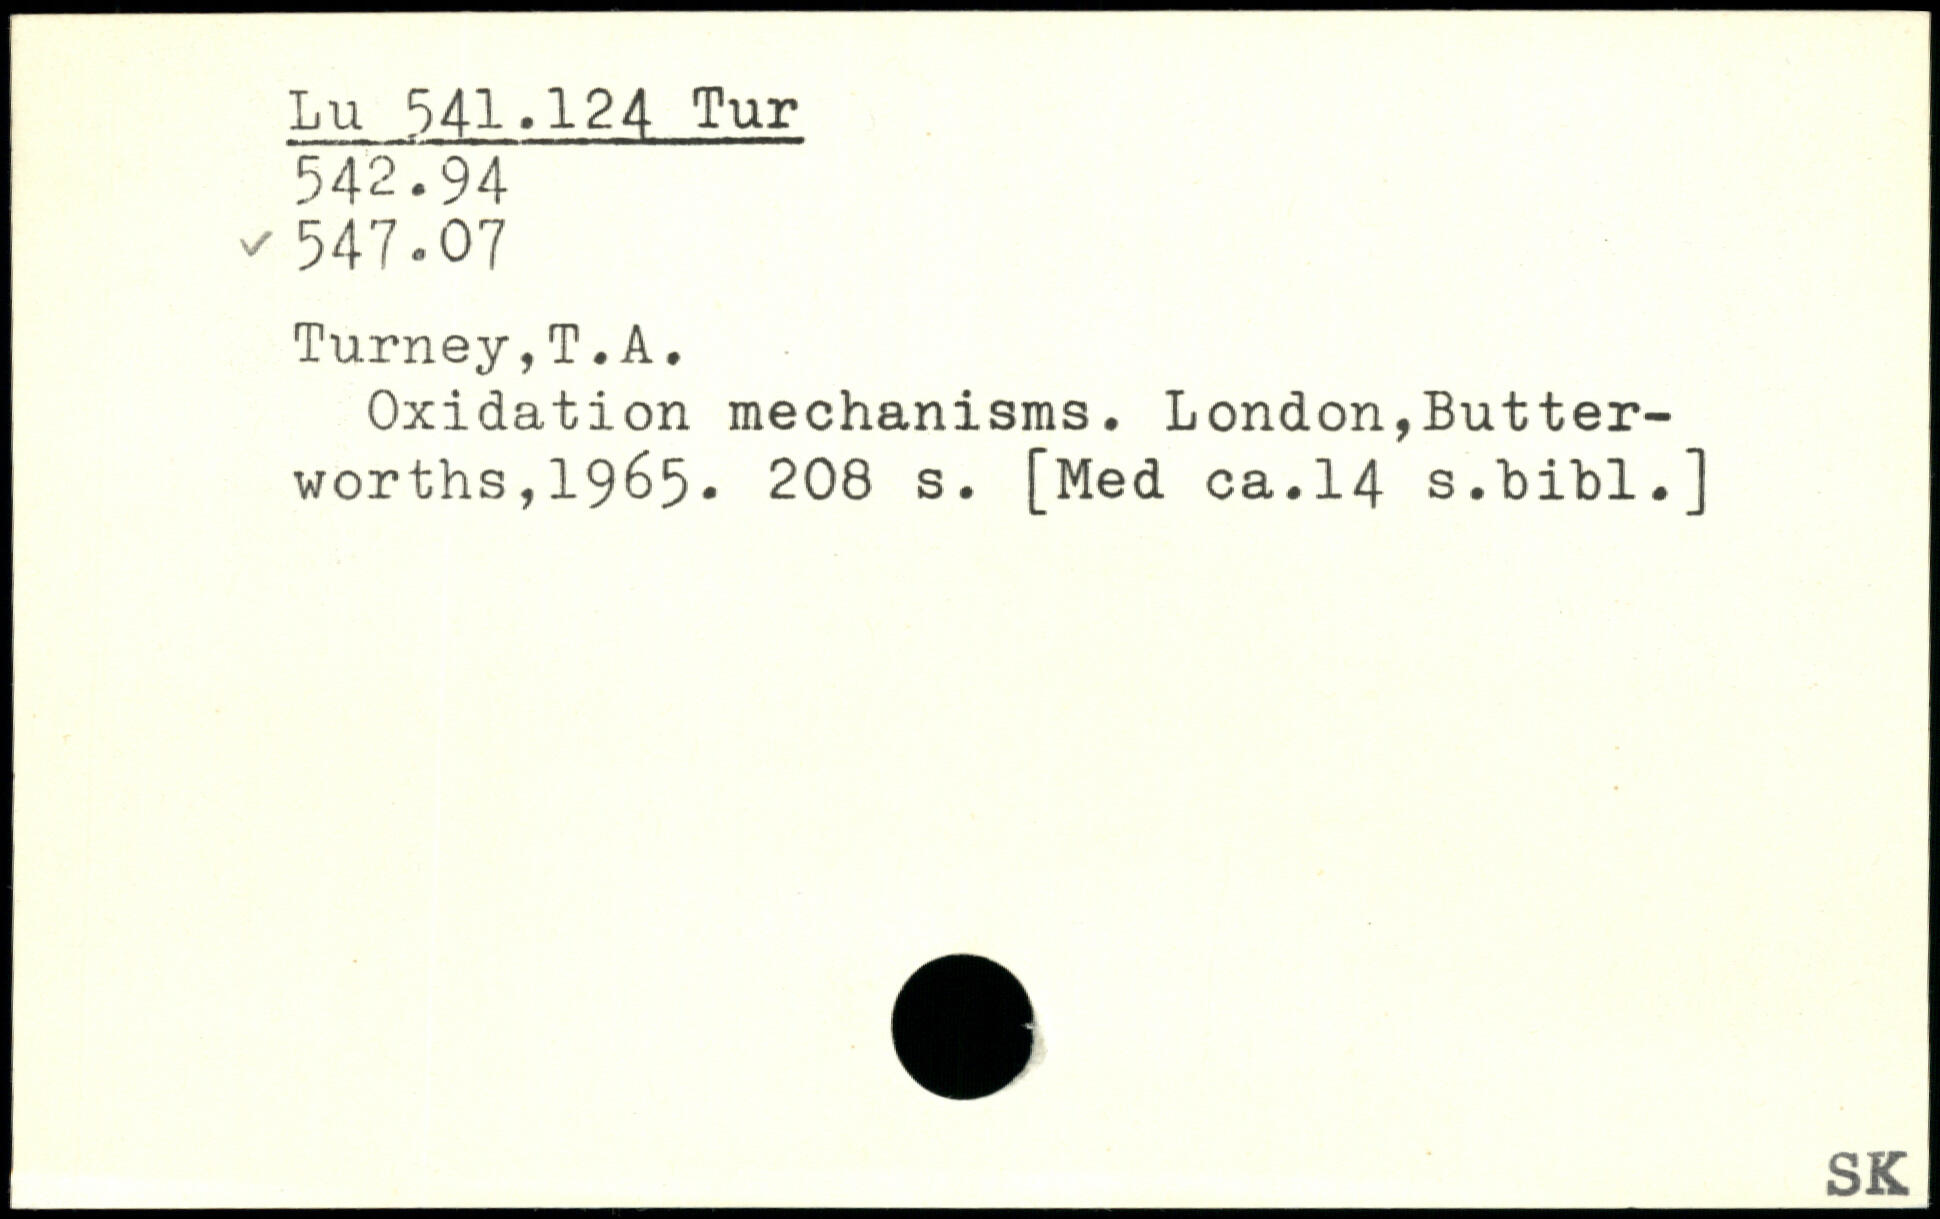 Lu 541.124 Tur
542.94
✓ 547.07
Turney,T.A.
Oxidation mechanisms. London,Butter-
worths,1965. 208 s. [Med ca.14 s.bibl.]
SK